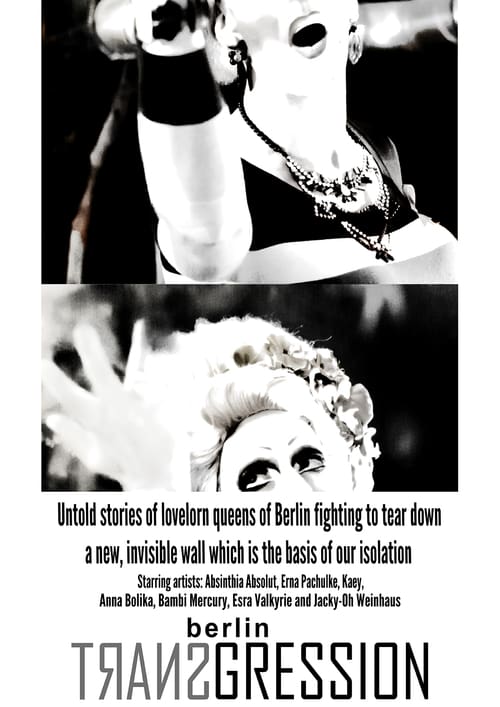 Untold stories of lovelorn queens of Berlin fighting to tear down
a new, invisible wall which is the basis of our isolation
Starring artists: Absinthia Absolut, Erna Pachulke, Kaey,
Anna Bolika, Bambi Mercury, Esra Valkyrie and Jacky-Oh Weinhaus
berlin
TRANSGRESSION